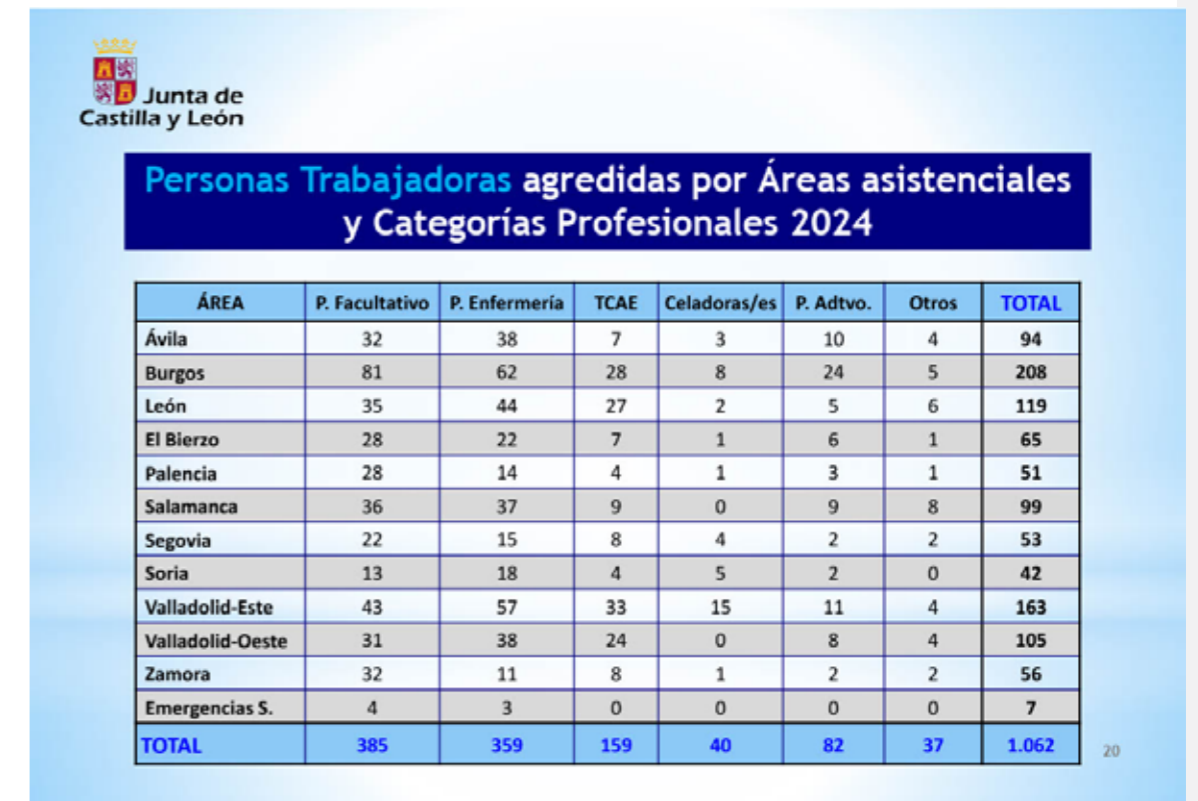 Junta de
Castilla y León
Personas Trabajadoras agredidas por Áreas asistenciales
y Categorías Profesionales 2024
ÁREA P. Facultativo P. Enfermería TCAE Celadoras/es P. Adtvo. Otros TOTAL
Ávila 32 38 7 3 10 4 94
Burgos 81 62 28 8 24 5 208
León 35 44 27 2 5 6 119
El Bierzo 28 22 7 1 6 1 65
Palencia 28 14 4 1 3 1 51
Salamanca 36 37 9 0 9 8 99
Segovia 22 15 8 4 2 2 53
Soria 13 18 4 5 2 0 42
Valladolid-Este 43 57 33 15 11 4 163
Valladolid-Oeste 31 38 24 0 8 4 105
Zamora 32 11 8 1 2 2 56
Emergencias S. 4 3 0 0 0 0 7
TOTAL 385 359 159 40 82 37 1.062
20